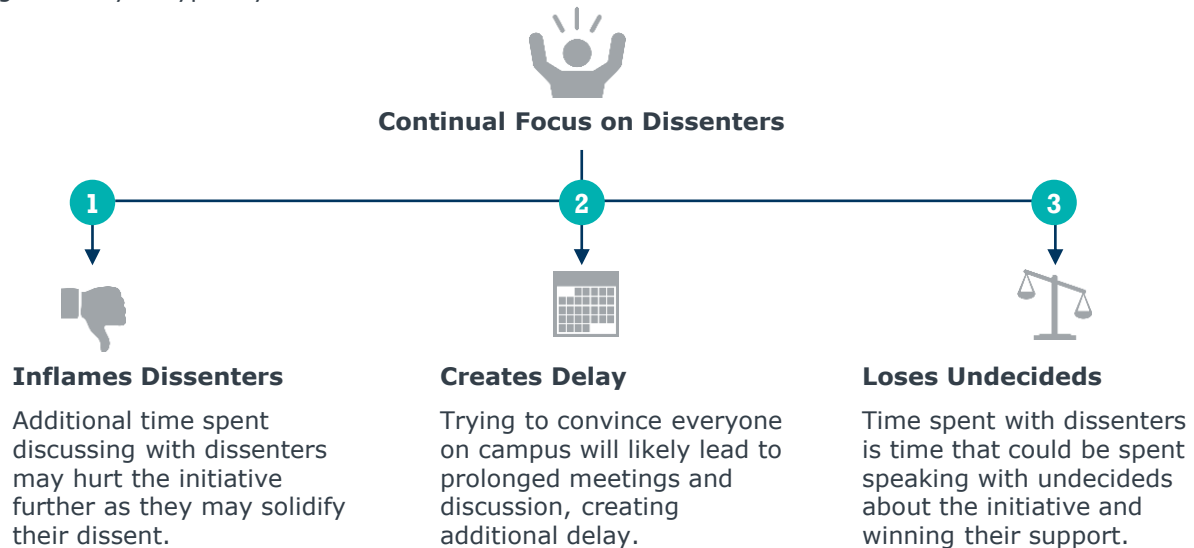 Continual Focus on Dissenters
1
2
3
Inflames Dissenters
Additional time spent
discussing with dissenters
may hurt the initiative
further as they may solidify
their dissent.
Creates Delay
Trying to convince everyone
on campus will likely lead to
prolonged meetings and
discussion, creating
additional delay.
Loses Undecideds
Time spent with dissenters
is time that could be spent
speaking with undecideds
about the initiative and
winning their support.